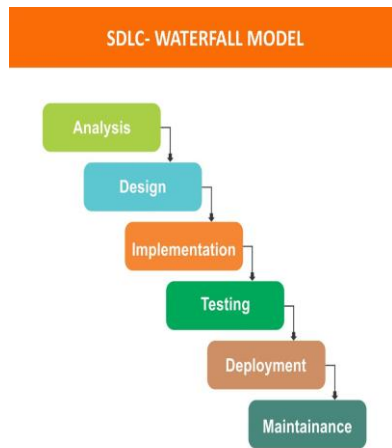 SDLC- WATERFALL MODEL
Analysis
Design
Implementation
Testing
Deployment
Maintainance